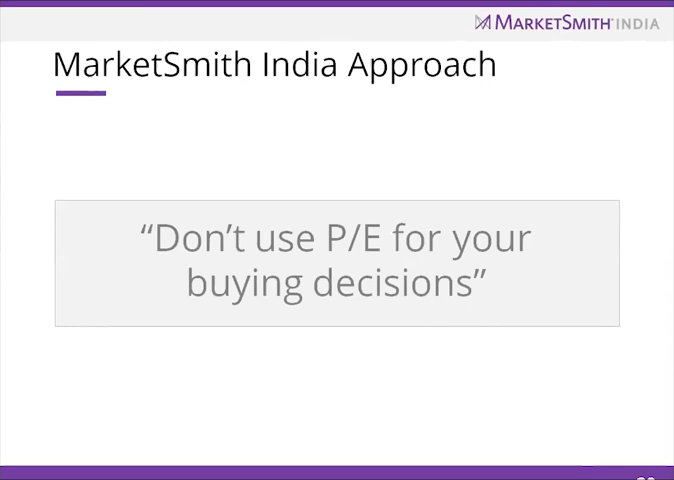 MARKETSMITH INDIA
MarketSmith India Approach
“Don’t use P/E for your
buying decisions”